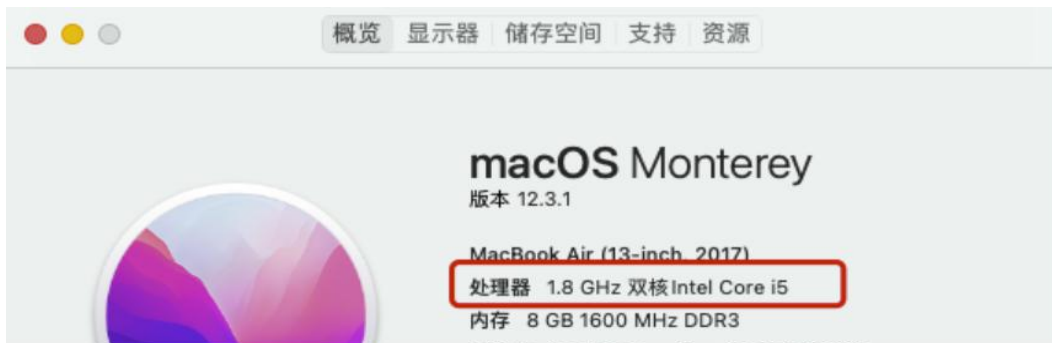 概览 显示器 储存空间 支持 资源
macOS Monterey
版本 12.3.1
MacBook Air (13-inch, 2017)
处理器 1.8 GHz 双核Intel Core i5
内存 8 GB 1600 MHz DDR3